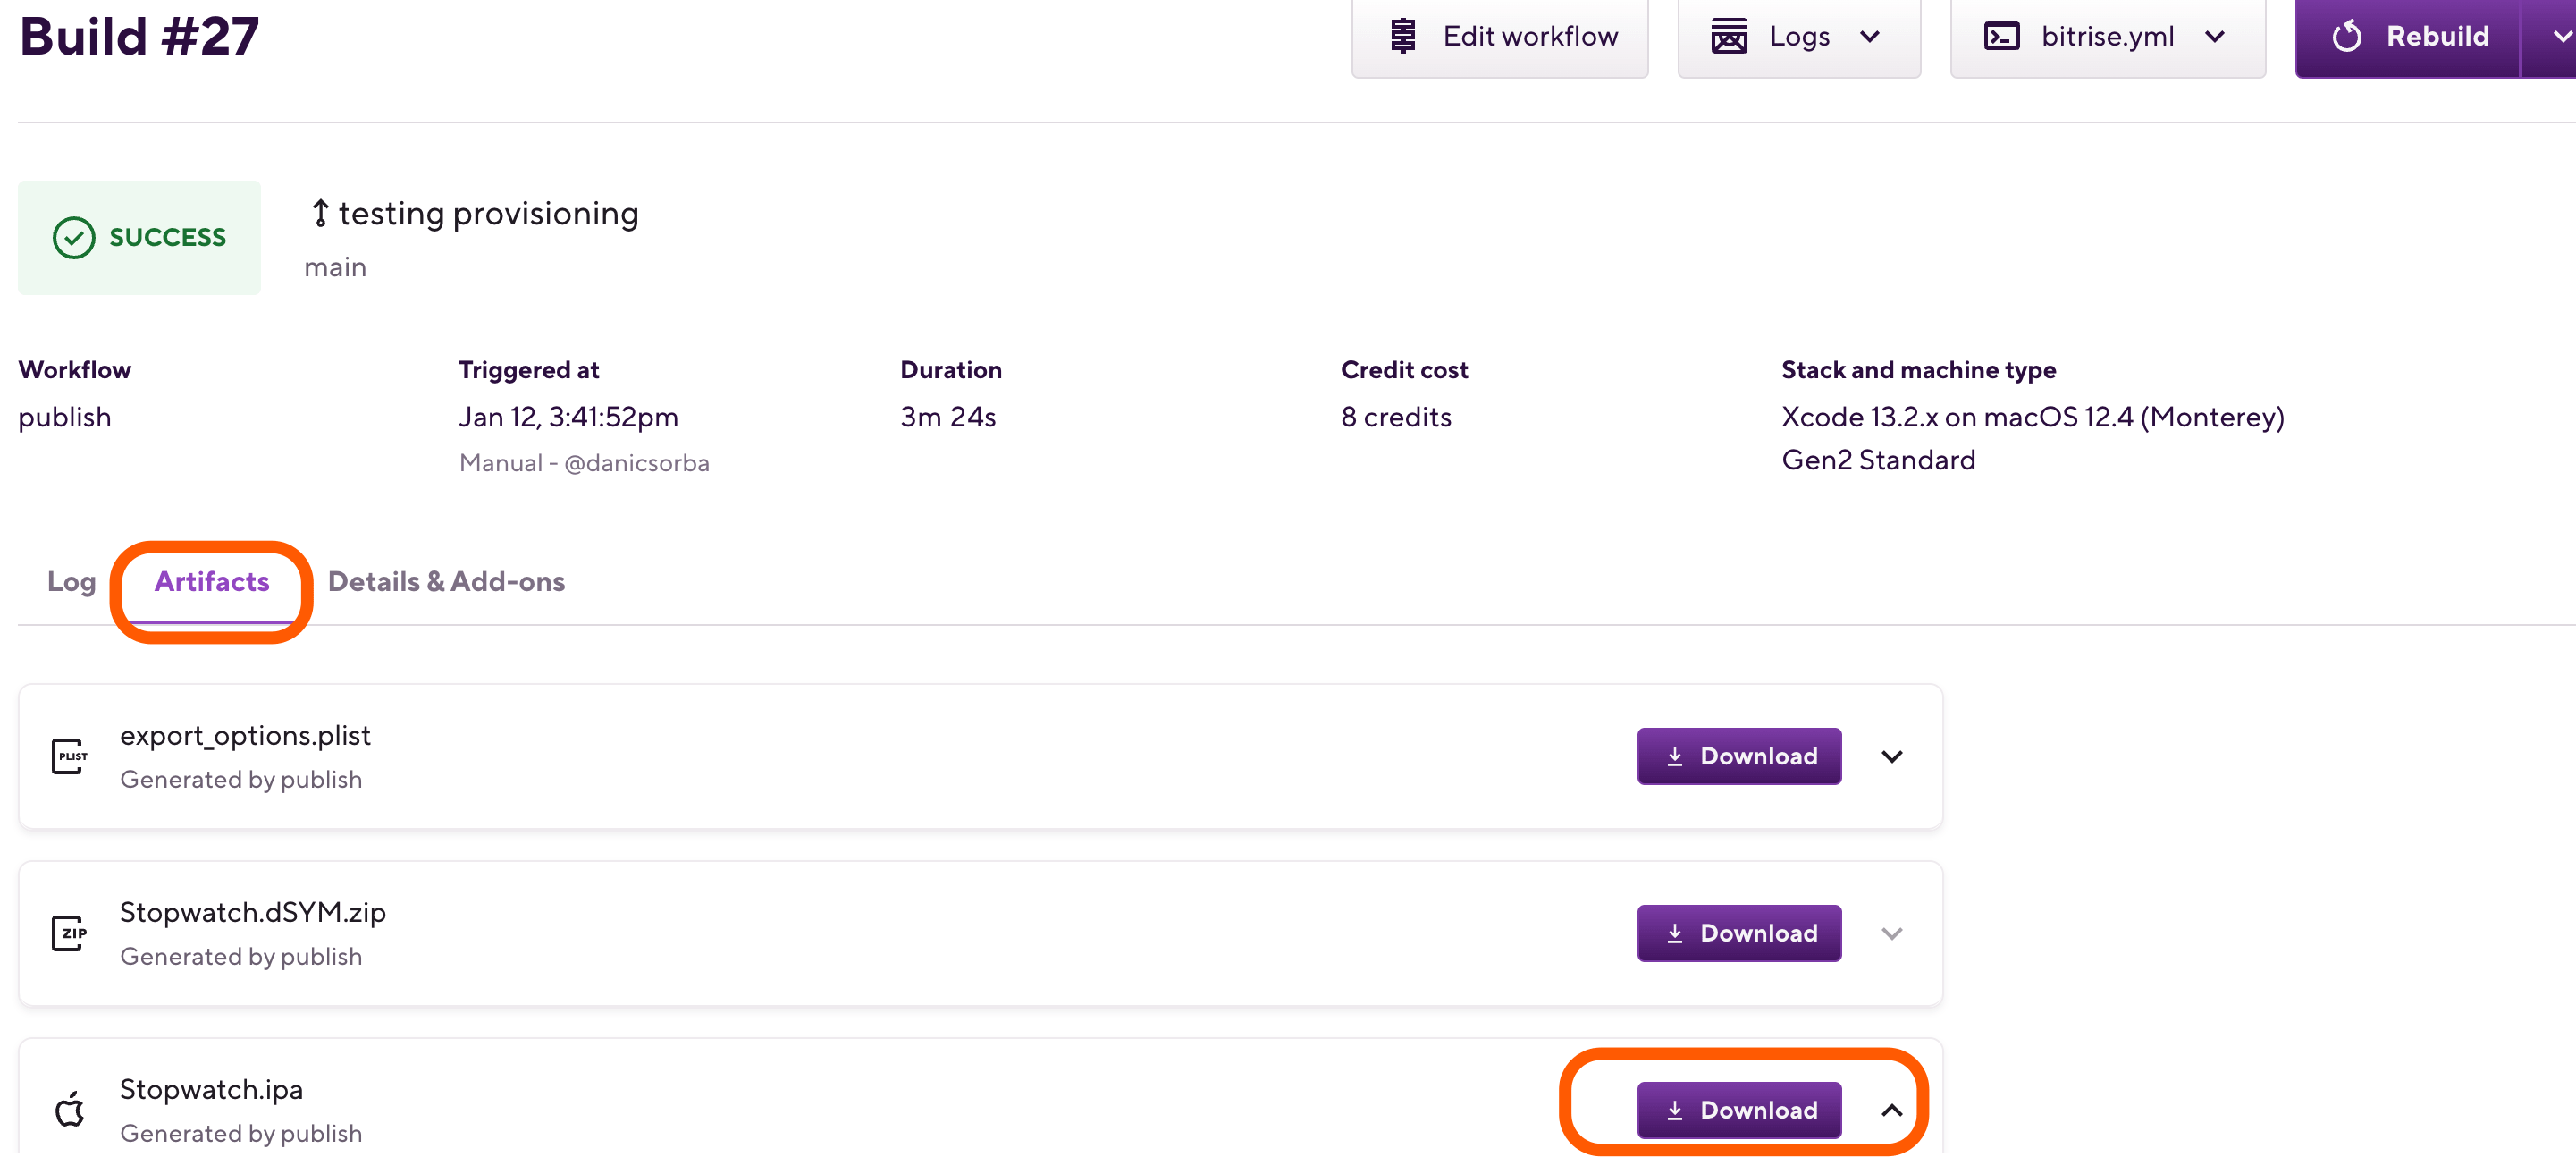 Build #27
Edit workflow
Logs
bitrise.yml
Rebuild
SUCCESS
testing provisioning
main
Workflow
publish
Triggered at
Jan 12, 3:41:52pm
Manual - @danicsorba
Duration
3m 24s
Credit cost
8 credits
Stack and machine type
Xcode 13.2.x on macOS 12.4 (Monterey)
Gen2 Standard
Log
Artifacts
Details & Add-ons
PLIST
export_options.plist
Generated by publish
Download
ZIP
Stopwatch.dSYM.zip
Generated by publish
Download
Stopwatch.ipa
Generated by publish
Download